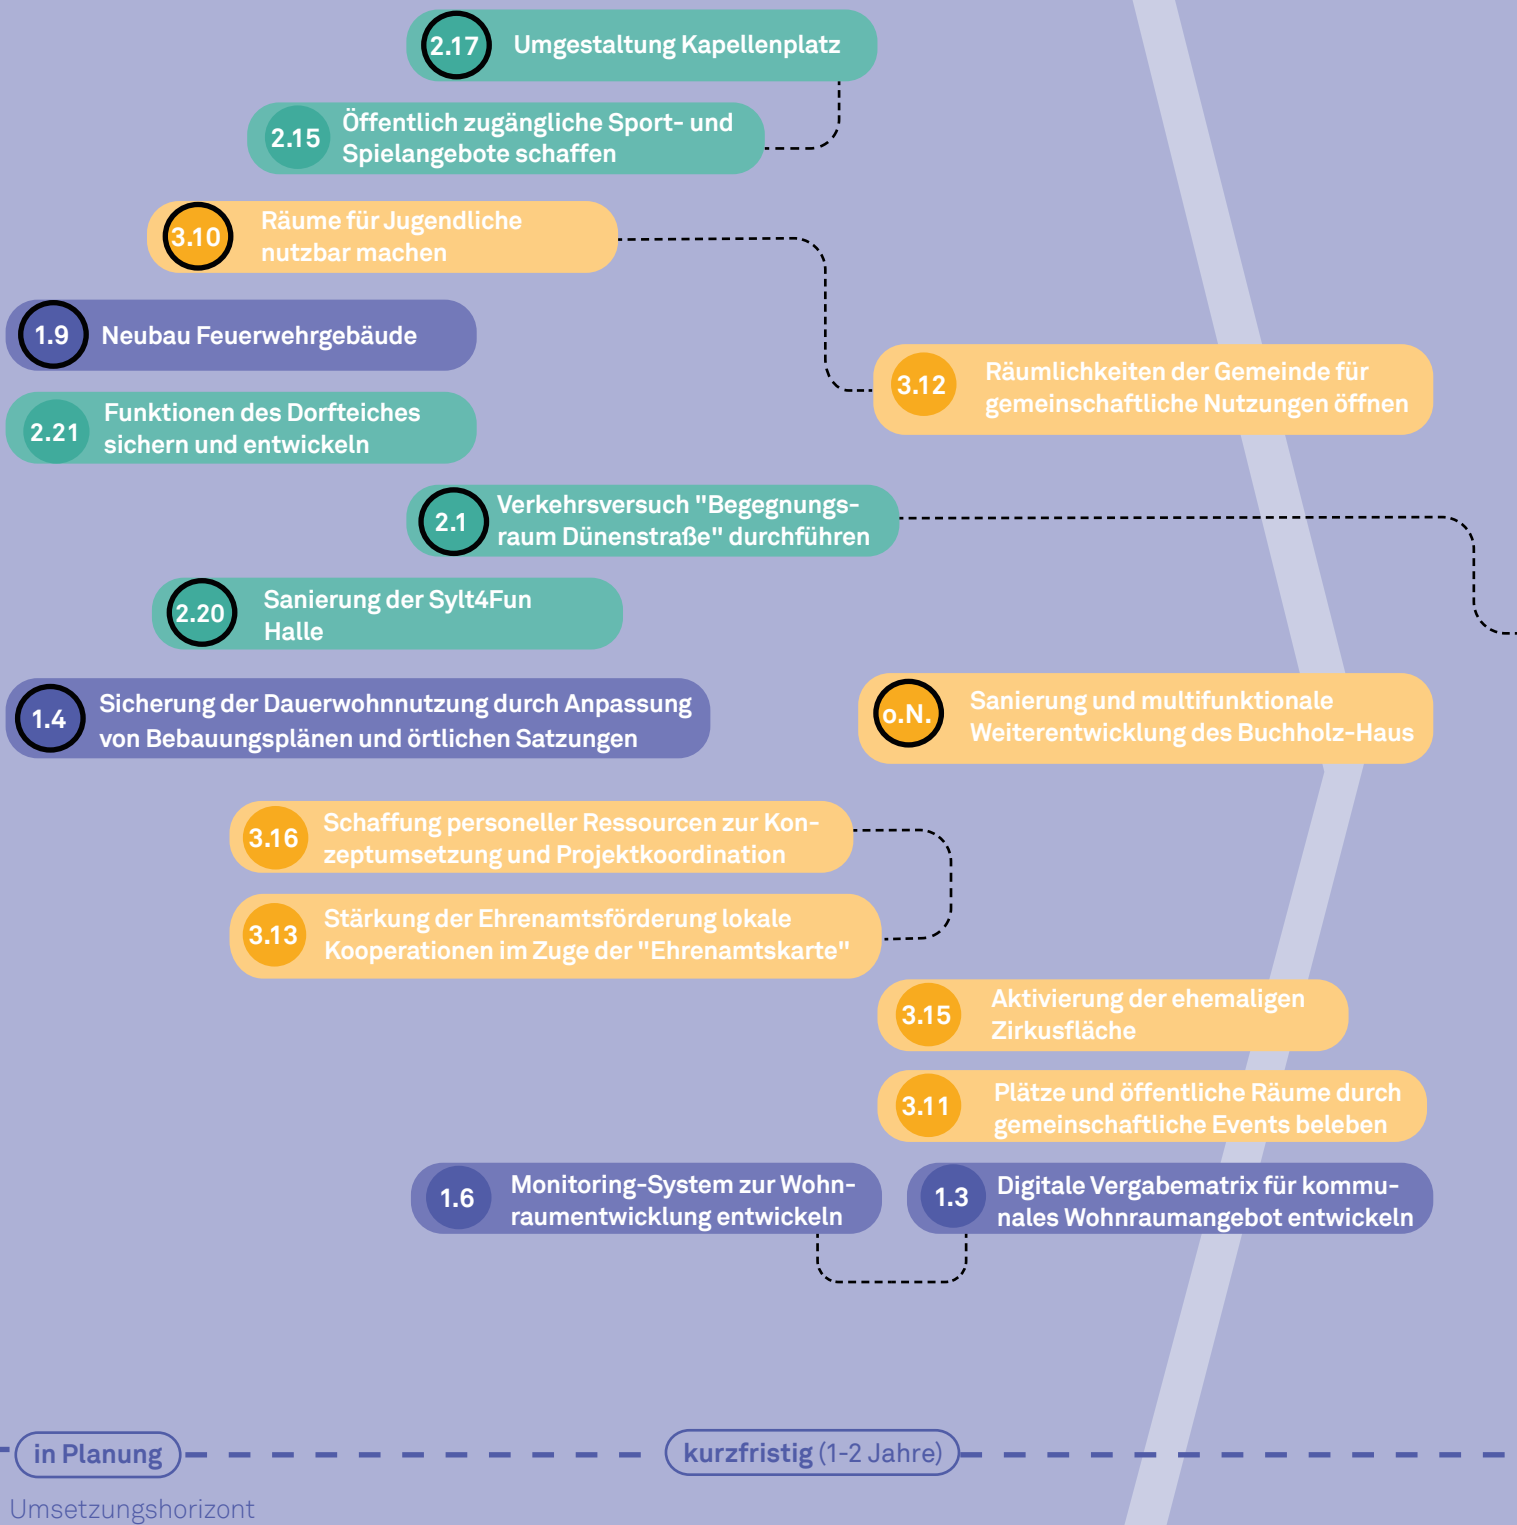 2.17
Umgestaltung Kapellenplatz
2.15
Öffentlich zugängliche Sport- und
Spielangebote schaffen
3.10
Räume für Jugendliche
nutzbar machen
1.9
Neubau Feuerwehrgebäude
3.12
Räumlichkeiten der Gemeinde für
gemeinschaftliche Nutzungen öffnen
2.21
Funktionen des Dorfteiches
sichern und entwickeln
2.1
Verkehrsversuch "Begegnungs-
raum Dünenstraße" durchführen
2.20
Sanierung der Sylt4Fun
Halle
1.4
Sicherung der Dauerwohnnutzung durch Anpassung
von Bebauungsplänen und örtlichen Satzungen
o.N.
Sanierung und multifunktionale
Weiterentwicklung des Buchholz-Haus
3.16
Schaffung personeller Ressourcen zur Kon-
zeptumsetzung und Projektkoordination
3.13
Stärkung der Ehrenamtsförderung lokale
Kooperationen im Zuge der "Ehrenamtskarte"
3.15
Aktivierung der ehemaligen
Zirkusfläche
3.11
Plätze und öffentliche Räume durch
gemeinschaftliche Events beleben
1.6
Monitoring-System zur Wohn-
raumentwicklung entwickeln
1.3
Digitale Vergabematrix für kommu-
nales Wohnraumangebot entwickeln
in Planung
kurzfristig (1-2 Jahre)
Umsetzungshorizont